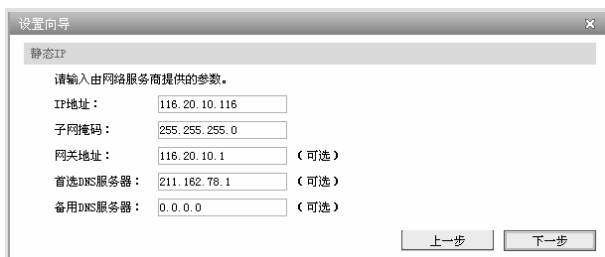 设置向导
静态IP
请输入由网络服务商提供的参数。
IP地址： 116.20.10.116
子网掩码： 255.255.255.0
网关地址： 116.20.10.1 （可选）
首选DNS服务器： 211.162.78.1 （可选）
备用DNS服务器： 0.0.0.0 （可选）
上一步 下一步